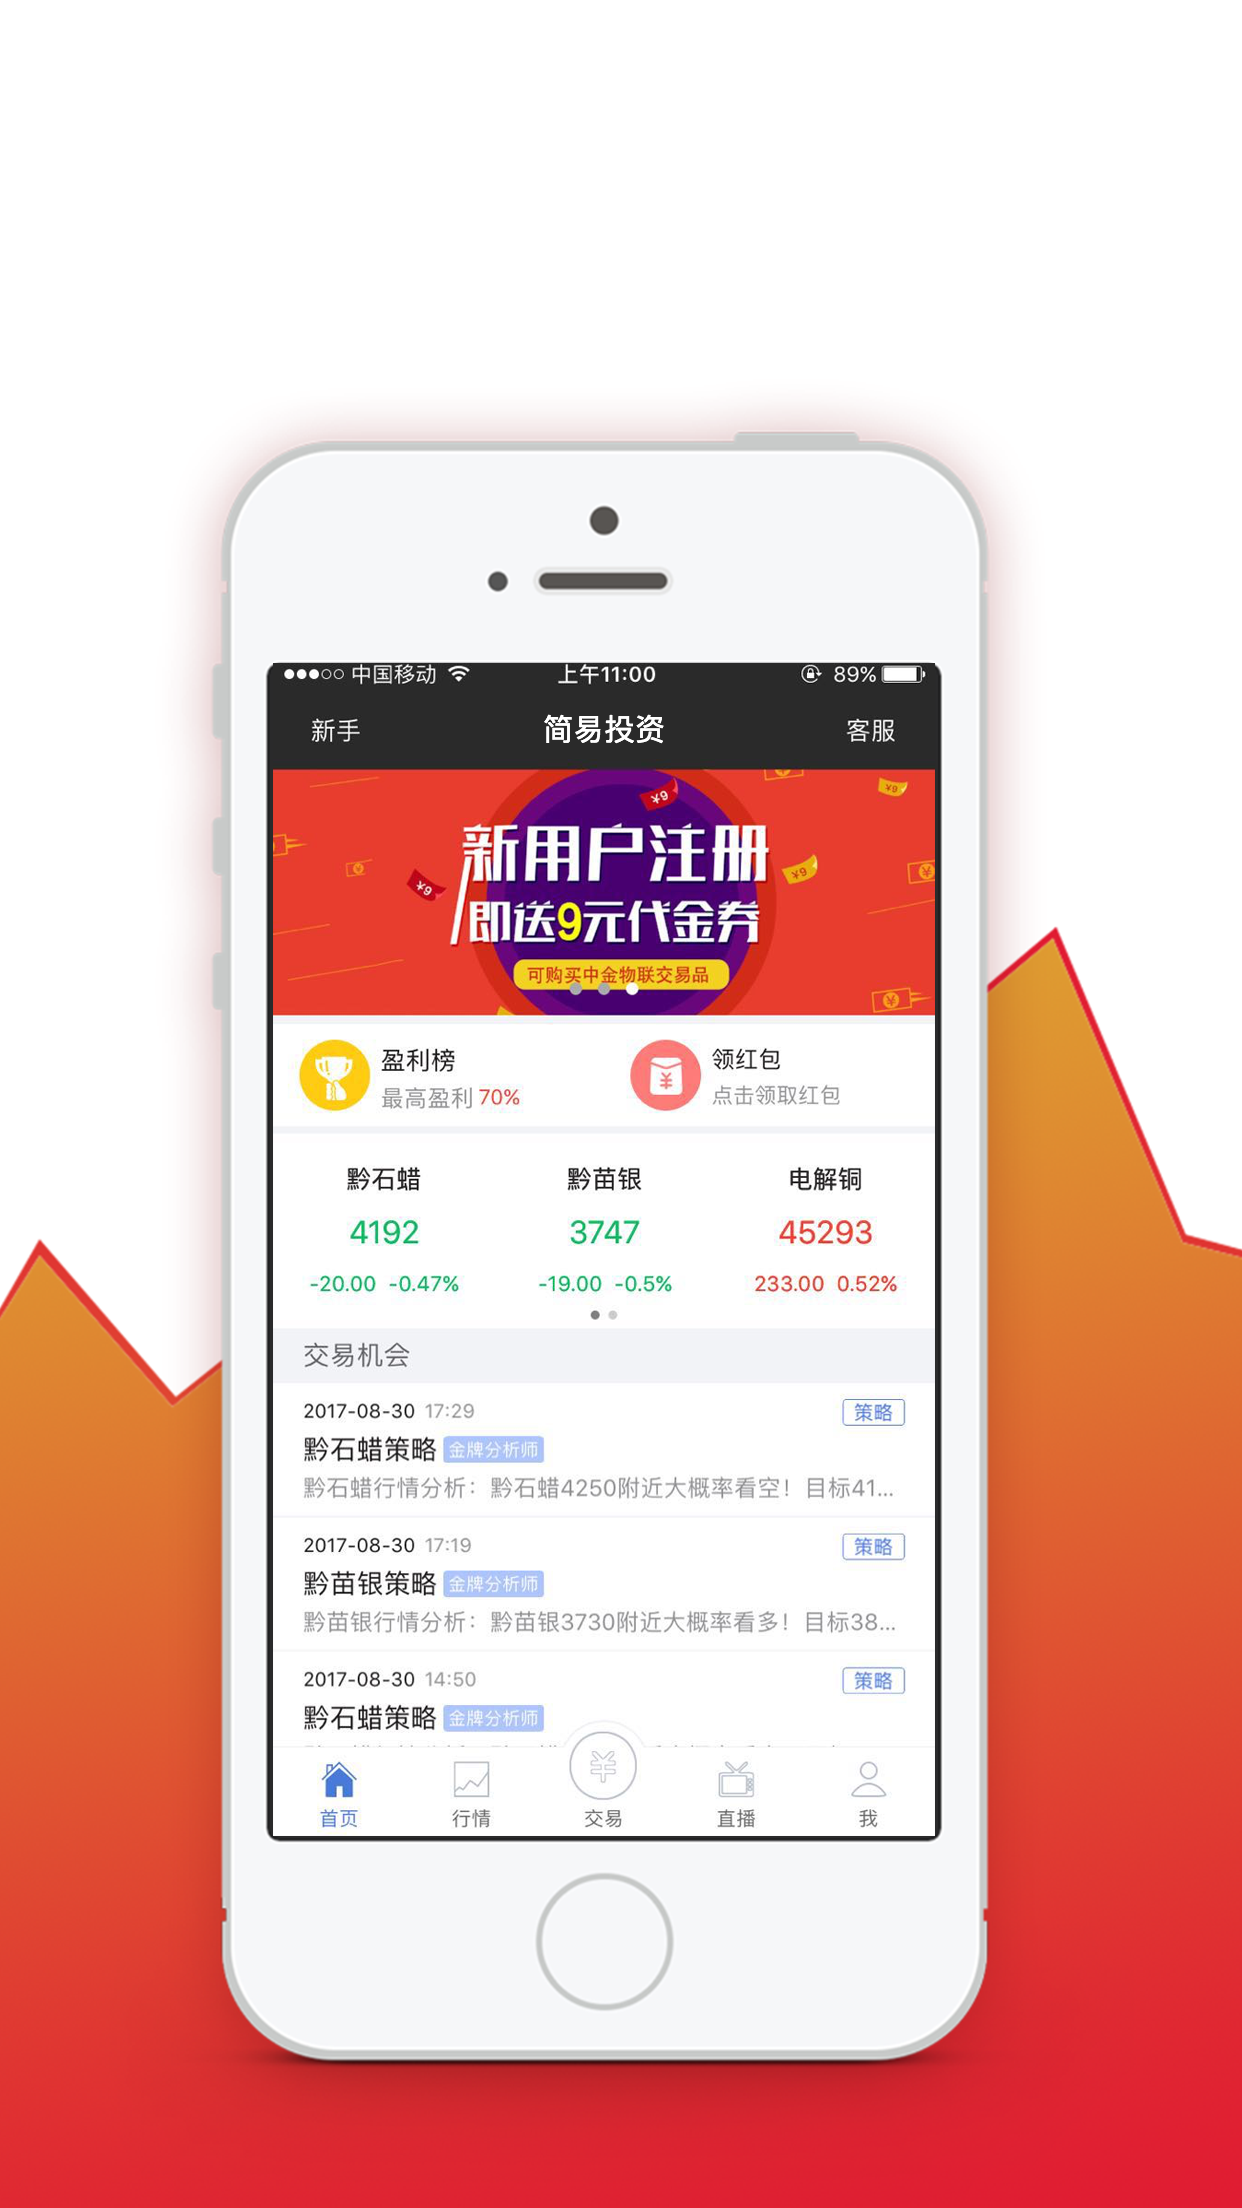 中国移动 上午11:00 89%
新手 简易投资 客服
¥9
¥9
新用户注册
¥9
¥9
即送9元代金券
可购买中金物联交易品
盈利榜 领红包
最高盈利 70% 点击领取红包
黔石蜡 黔苗银 电解铜
4192 3747 45293
-20.00 -0.47% -19.00 -0.5% 233.00 0.52%
交易机会
2017-08-30 17:29 策略
黔石蜡策略 金牌分析师
黔石蜡行情分析：黔石蜡4250附近大概率看空！目标41...
2017-08-30 17:19 策略
黔苗银策略 金牌分析师
黔苗银行情分析：黔苗银3730附近大概率看多！目标38...
2017-08-30 14:50 策略
黔石蜡策略 金牌分析师
首页 行情 交易 直播 我